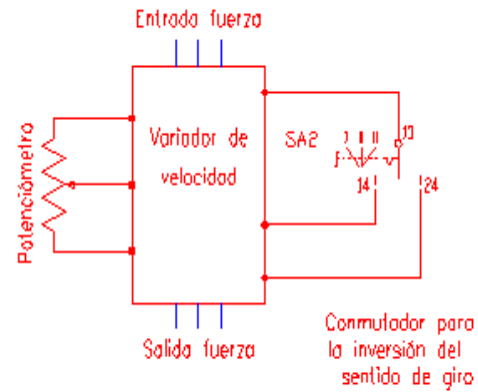 Entrada fuerza
Potenciómetro
Variador de
velocidad
SA2
I 0 II
13
14
24
Salida fuerza
Conmutador para
la inversión del
sentido de giro